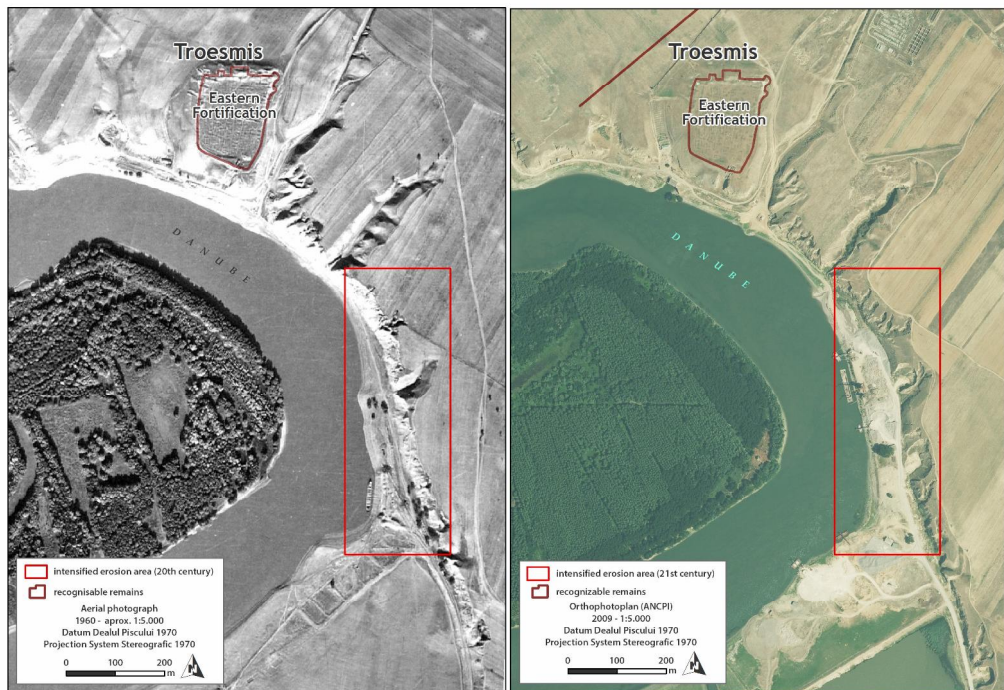 Troesmis
Eastern
Fortification
DANUBE
intensified erosion area (20th century)
recognisable remains
Aerial photograph
1960 - aprox. 1:5.000
Datum Dealul Piscului 1970
Projection System Stereografic 1970
0 100 200
m
N
Troesmis
Eastern
Fortification
DANUBE
intensified erosion area (21st century)
recognizable remains
Orthophotoplan (ANCPI)
2009 - 1:5.000
Datum Dealul Piscului 1970
Projection System Stereografic 1970
0 100 200
m
N